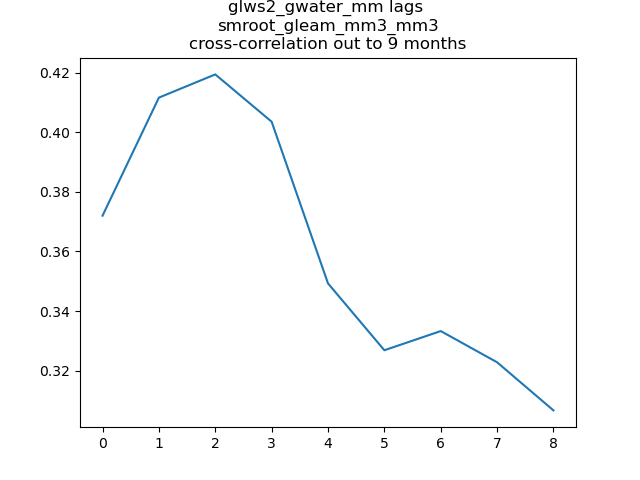 glws2_gwater_mm lags
smroot_gleam_mm3_mm3
cross-correlation out to 9 months
0.42
0.40
0.38
0.36
0.34
0.32
0 1 2 3 4 5 6 7 8